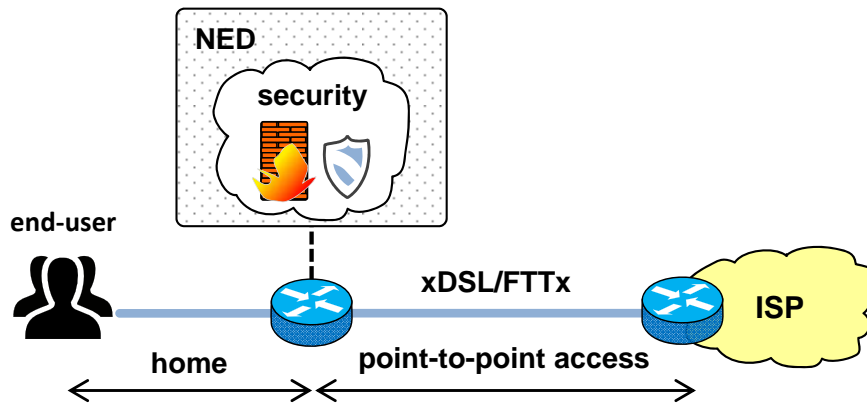 NED
security
end-user
xDSL/FTTx
ISP
home
point-to-point access